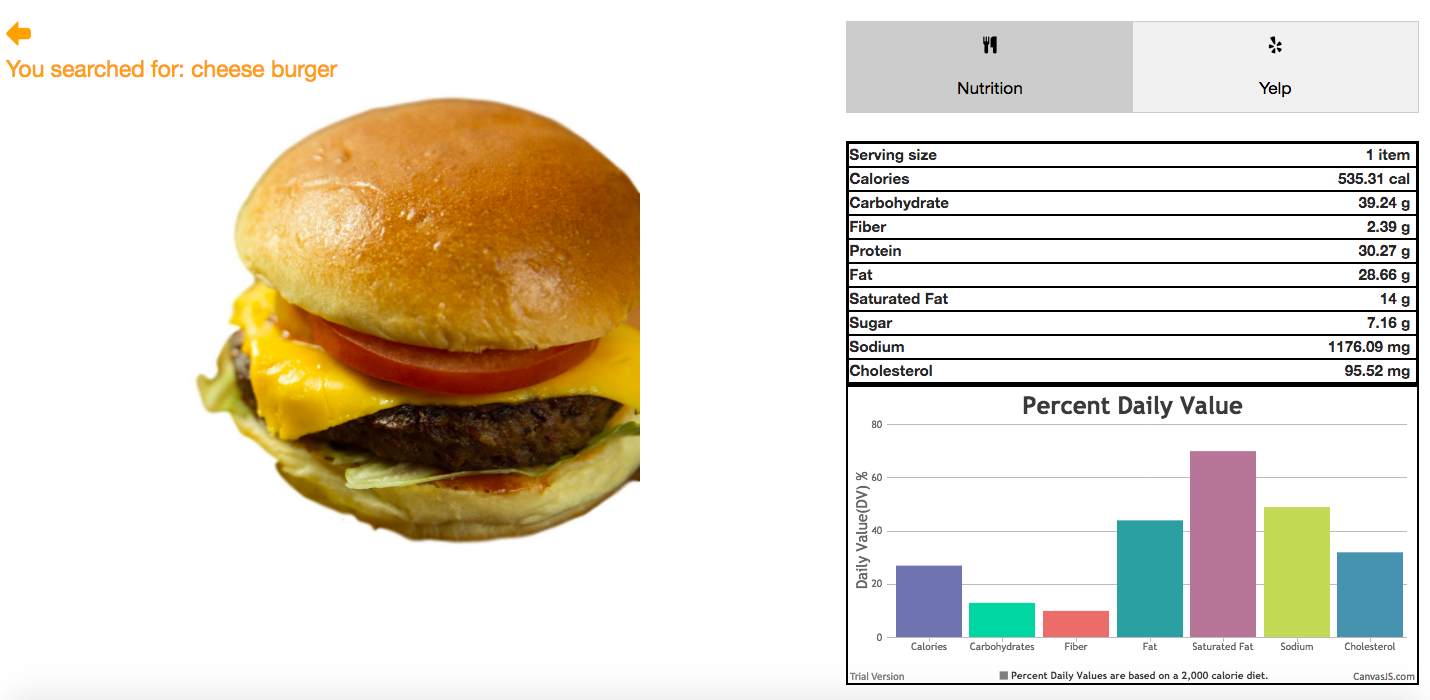 You searched for: cheese burger
Nutrition
Yelp
Serving size 1 item
Calories 535.31 cal
Carbohydrate 39.24 g
Fiber 2.39 g
Protein 30.27 g
Fat 28.66 g
Saturated Fat 14 g
Sugar 7.16 g
Sodium 1176.09 mg
Cholesterol 95.52 mg
Percent Daily Value
Daily Value(DV) %
80
60
40
20
0
Calories Carbohydrates Fiber Fat Saturated Fat Sodium Cholesterol
Percent Daily Values are based on a 2,000 calorie diet.
Trial Version
CanvasJS.com